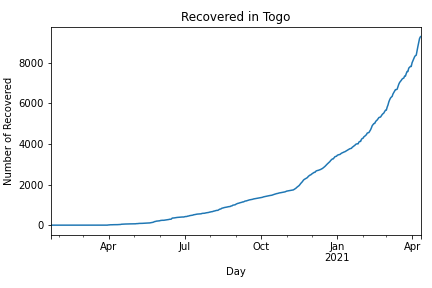 Recovered in Togo
Number of Recovered
8000
6000
4000
2000
0
Apr
Jul
Oct
Jan
2021
Apr
Day